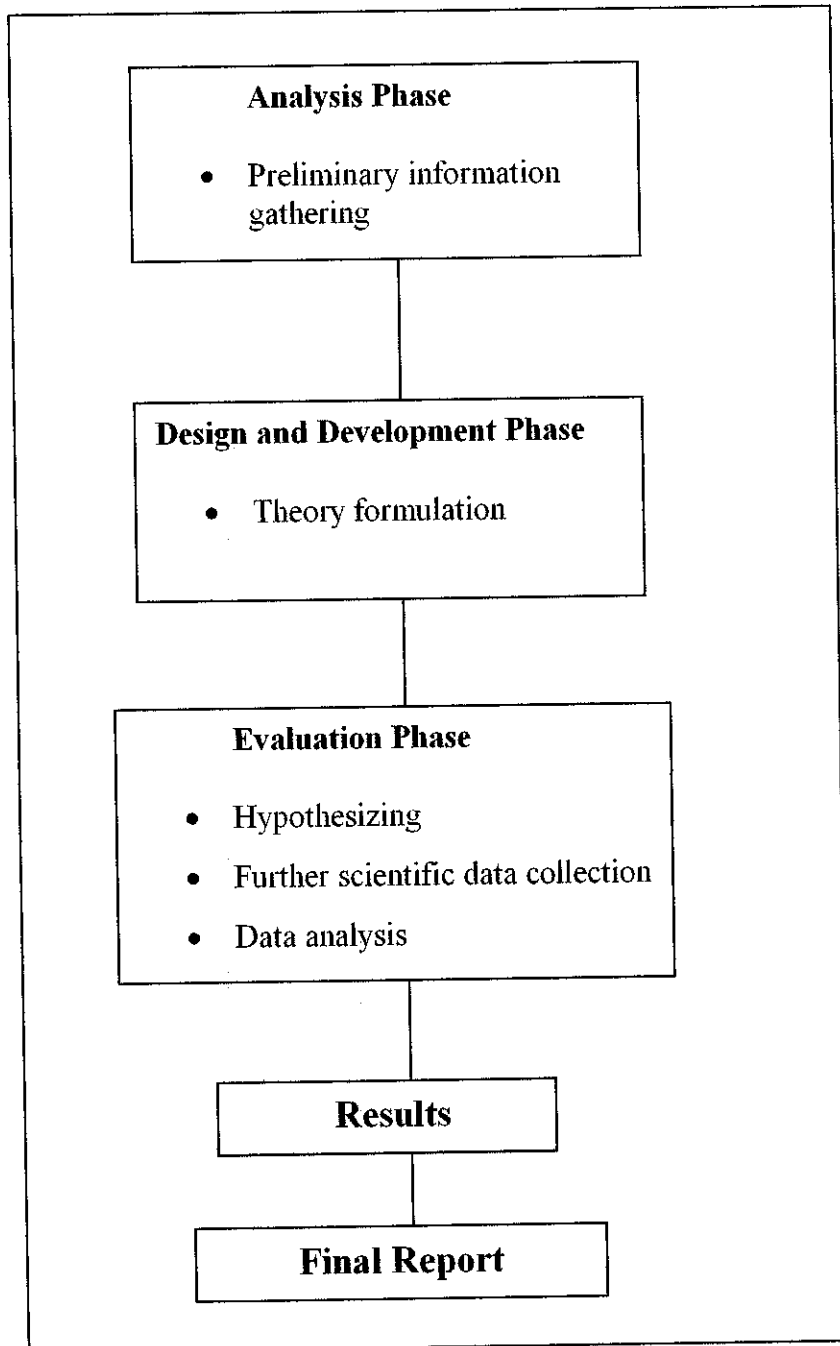 Analysis Phase
• Preliminary information
gathering
Design and Development Phase
• Theory formulation
Evaluation Phase
• Hypothesizing
• Further scientific data collection
• Data analysis
Results
Final Report